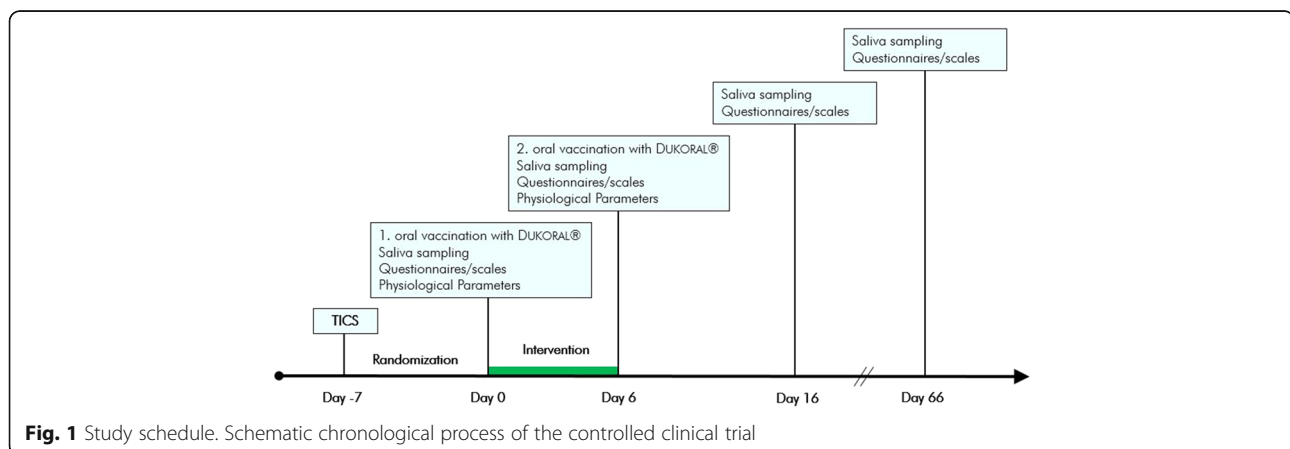 Saliva sampling
Questionnaires/scales
Saliva sampling
Questionnaires/scales
2. oral vaccination with DUKORAL®
Saliva sampling
Questionnaires/scales
Physiological Parameters
1. oral vaccination with DUKORAL®
Saliva sampling
Questionnaires/scales
Physiological Parameters
TICS
Randomization
Intervention
Day -7
Day 0
Day 6
Day 16
Day 66
Fig. 1 Study schedule. Schematic chronological process of the controlled clinical trial